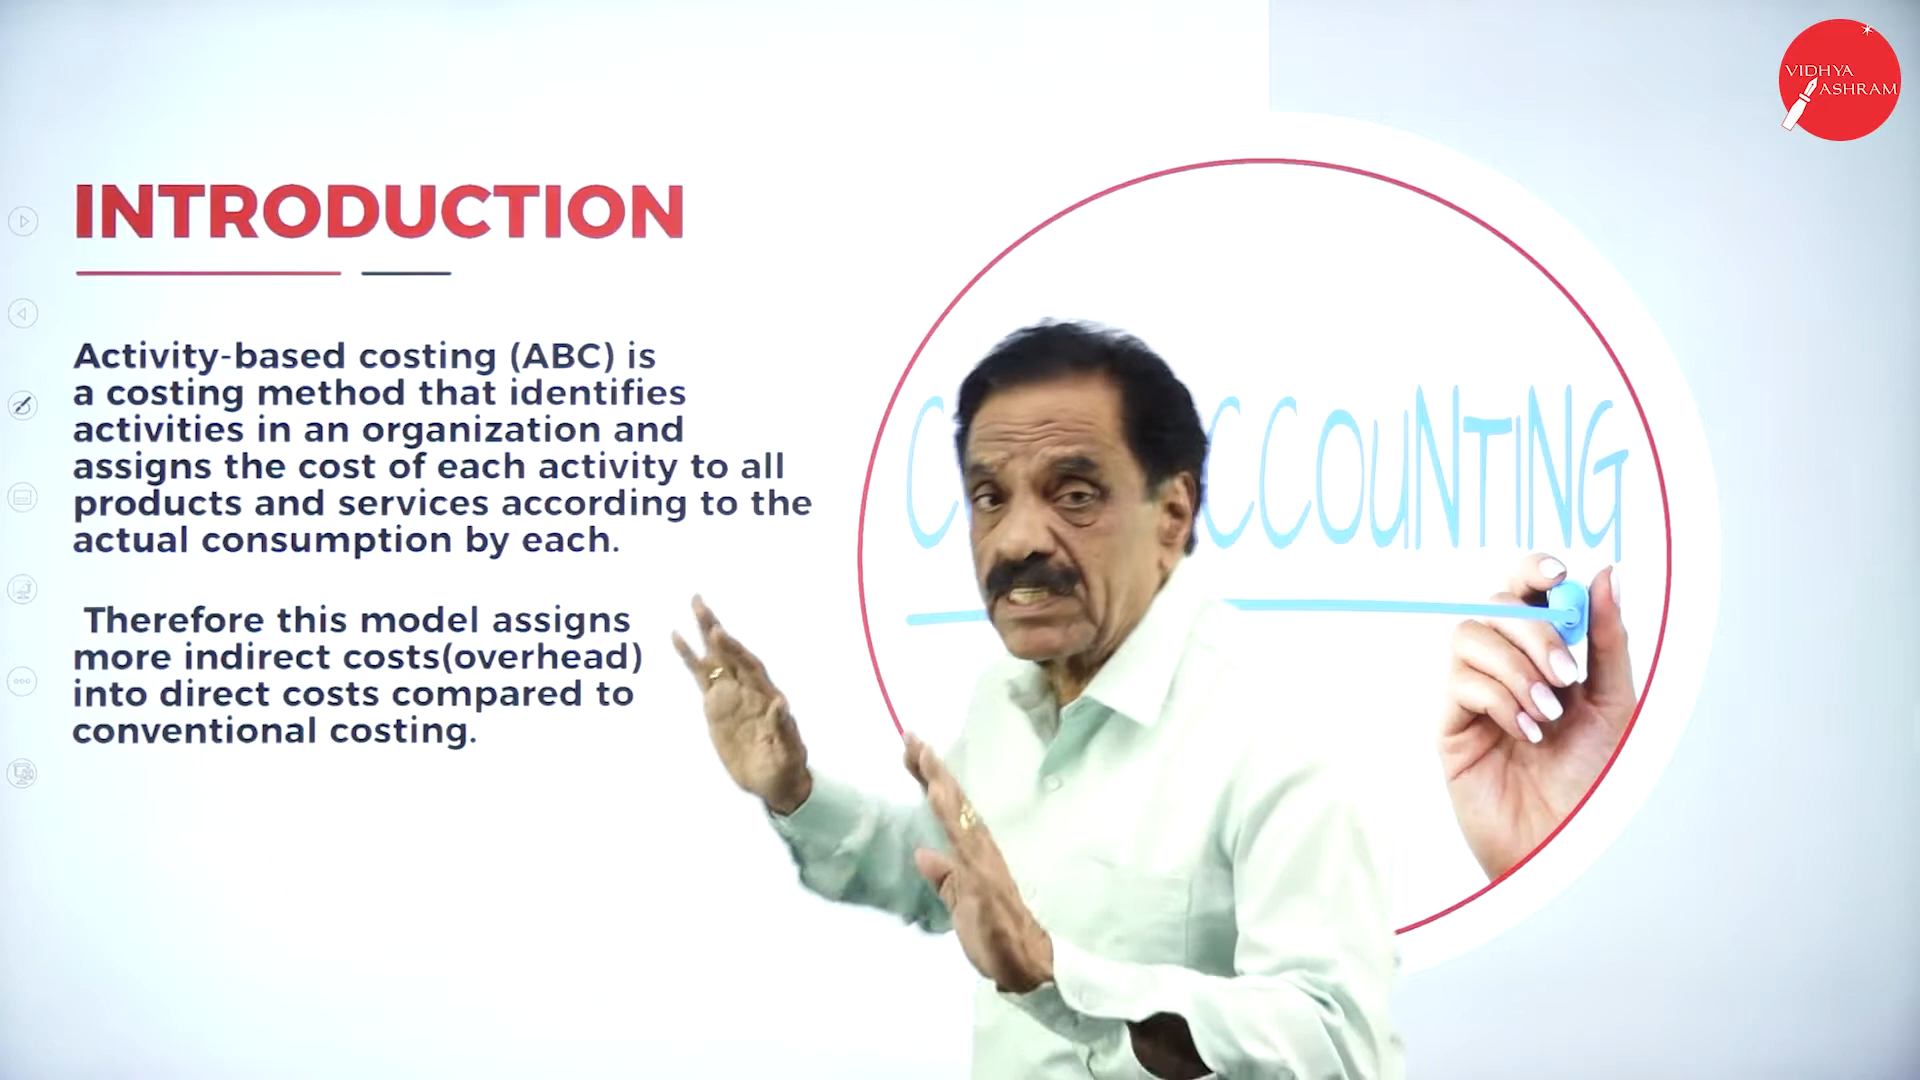 VIDHYA
ASHRAM
INTRODUCTION
Activity-based costing (ABC) is
a costing method that identifies
activities in an organization and
assigns the cost of each activity to all
products and services according to the
actual consumption by each.
Therefore this model assigns
more indirect costs(overhead)
into direct costs compared to
conventional costing.